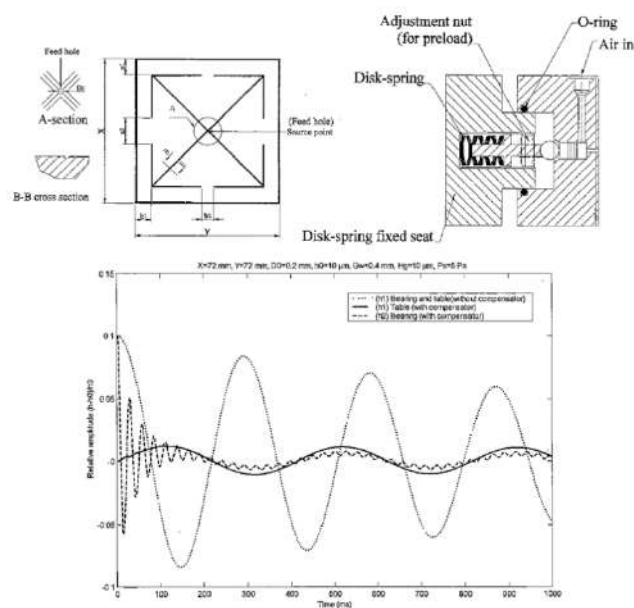 Feed hole
A-section
B-B cross section
A
B
(Feed hole)
Source point
X
Y
Adjustment nut
(for preload)
O-ring
Air in
Disk-spring
Disk-spring fixed seat
X=72 mm, Y=72 mm, D0=0.2 mm, h0=10 μm, Gw=0.4 mm, Hg=10 μm, Ps=5 Pa
(h1) Bearing and table(without compensator)
(h1) Table (with compensator)
(h2) Bearing (with compensator)
Relative amplitude (h-h0)/h0
0.15
0.1
0.05
-0
-0.05
-0.1
0
100
200
300
400
500
600
700
800
900
1000
Time (ms)